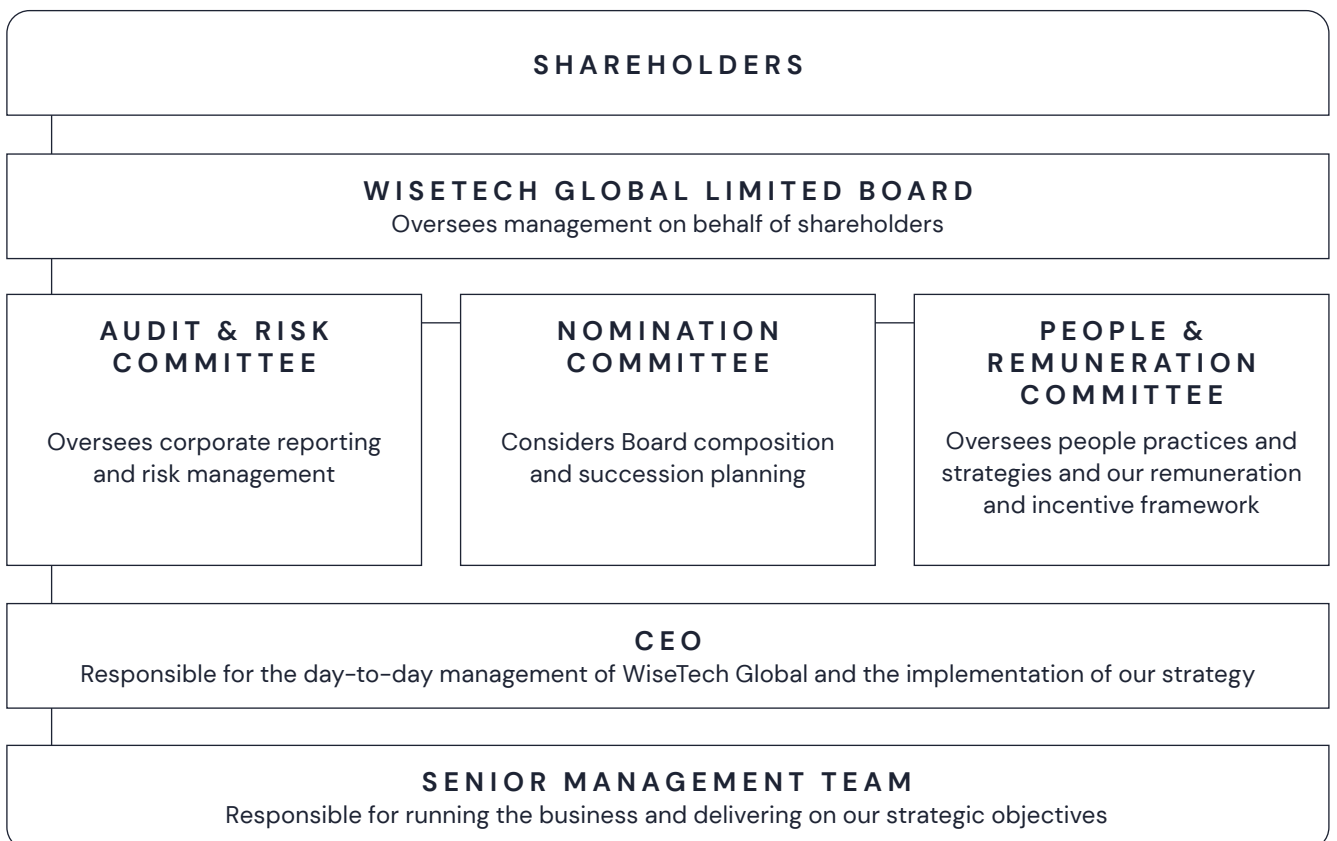 SHAREHOLDERS
WISETECH GLOBAL LIMITED BOARD
Oversees management on behalf of shareholders
AUDIT & RISK
COMMITTEE
Oversees corporate reporting
and risk management
NOMINATION
COMMITTEE
Considers Board composition
and succession planning
PEOPLE &
REMUNERATION
COMMITTEE
Oversees people practices and
strategies and our remuneration
and incentive framework
CEO
Responsible for the day-to-day management of WiseTech Global and the implementation of our strategy
SENIOR MANAGEMENT TEAM
Responsible for running the business and delivering on our strategic objectives